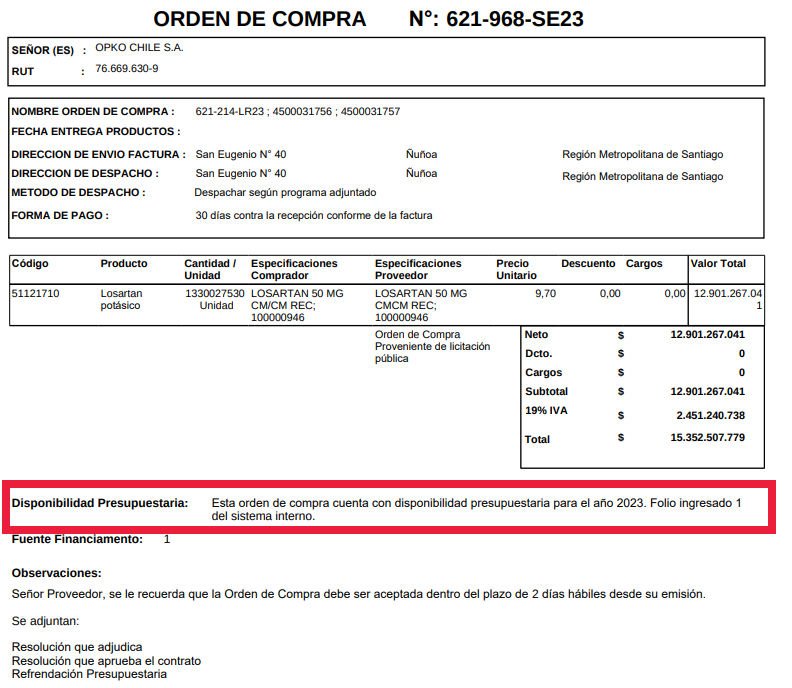 ORDEN DE COMPRA N°: 621-968-SE23
SEÑOR (ES) : OPKO CHILE S.A.
RUT : 76.669.630-9
NOMBRE ORDEN DE COMPRA : 621-214-LR23 ; 4500031756 ; 4500031757
FECHA ENTREGA PRODUCTOS :
DIRECCION DE ENVIO FACTURA : San Eugenio N° 40 Ñuñoa Región Metropolitana de Santiago
DIRECCION DE DESPACHO : San Eugenio N° 40 Ñuñoa Región Metropolitana de Santiago
METODO DE DESPACHO : Despachar según programa adjuntado
FORMA DE PAGO : 30 días contra la recepción conforme de la factura
Código Producto Cantidad / Especificaciones Especificaciones Precio Descuento Cargos Valor Total
Unidad Comprador Proveedor Unitario
51121710 Losartan 1330027530 LOSARTAN 50 MG LOSARTAN 50 MG 9,70 0,00 0,00 12.901.267.04
potásico Unidad CM/CM REC; CMCM REC; 1
100000946 100000946
Orden de Compra Neto $ 12.901.267.041
Proveniente de licitación
pública Dcto. $ 0
Cargos $ 0
Subtotal $ 12.901.267.041
19% IVA $ 2.451.240.738
Total $ 15.352.507.779
Disponibilidad Presupuestaria: Esta orden de compra cuenta con disponibilidad presupuestaria para el año 2023. Folio ingresado 1
del sistema interno.
Fuente Financiamento: 1
Observaciones:
Señor Proveedor, se le recuerda que la Orden de Compra debe ser aceptada dentro del plazo de 2 días hábiles desde su emisión.
Se adjuntan:
Resolución que adjudica
Resolución que aprueba el contrato
Refrendación Presupuestaria